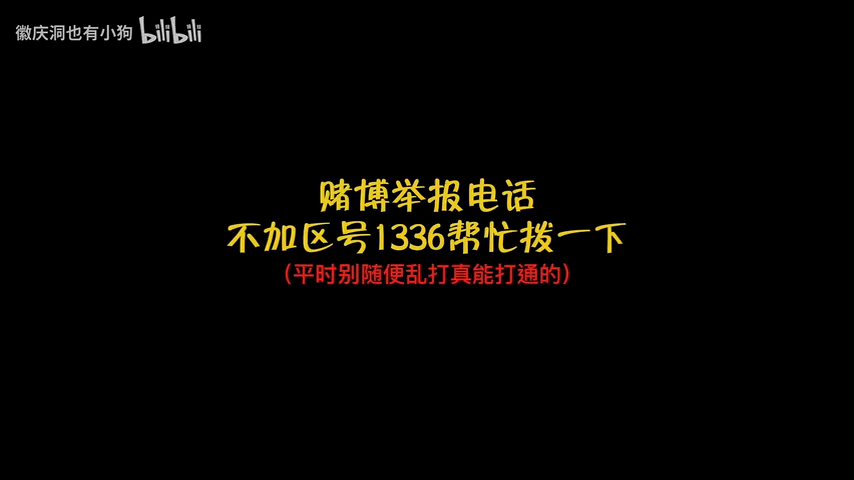 徽庆洞也有小狗 bilibili
赌博举报电话
不加区号1336帮忙拨一下
（平时别随便乱打真能打通的）